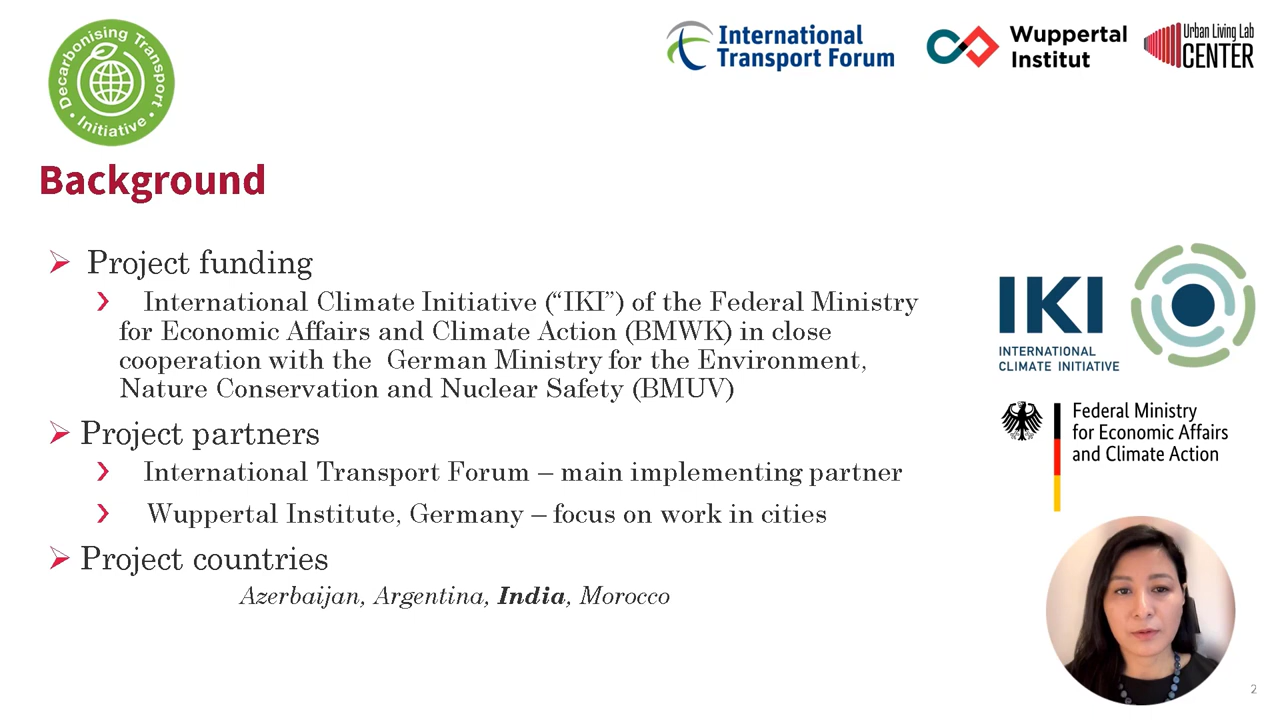 Decarbonising Transport
Initiative
International
Transport Forum
Wuppertal
Institut
Urban Living Lab
CENTER
Background
Project funding
International Climate Initiative (“IKI”) of the Federal Ministry
for Economic Affairs and Climate Action (BMWK) in close
cooperation with the German Ministry for the Environment,
Nature Conservation and Nuclear Safety (BMUV)
IKI
INTERNATIONAL
CLIMATE INITIATIVE
Project partners
International Transport Forum – main implementing partner
Wuppertal Institute, Germany – focus on work in cities
Federal Ministry
for Economic Affairs
and Climate Action
Project countries
Azerbaijan, Argentina, India, Morocco
2